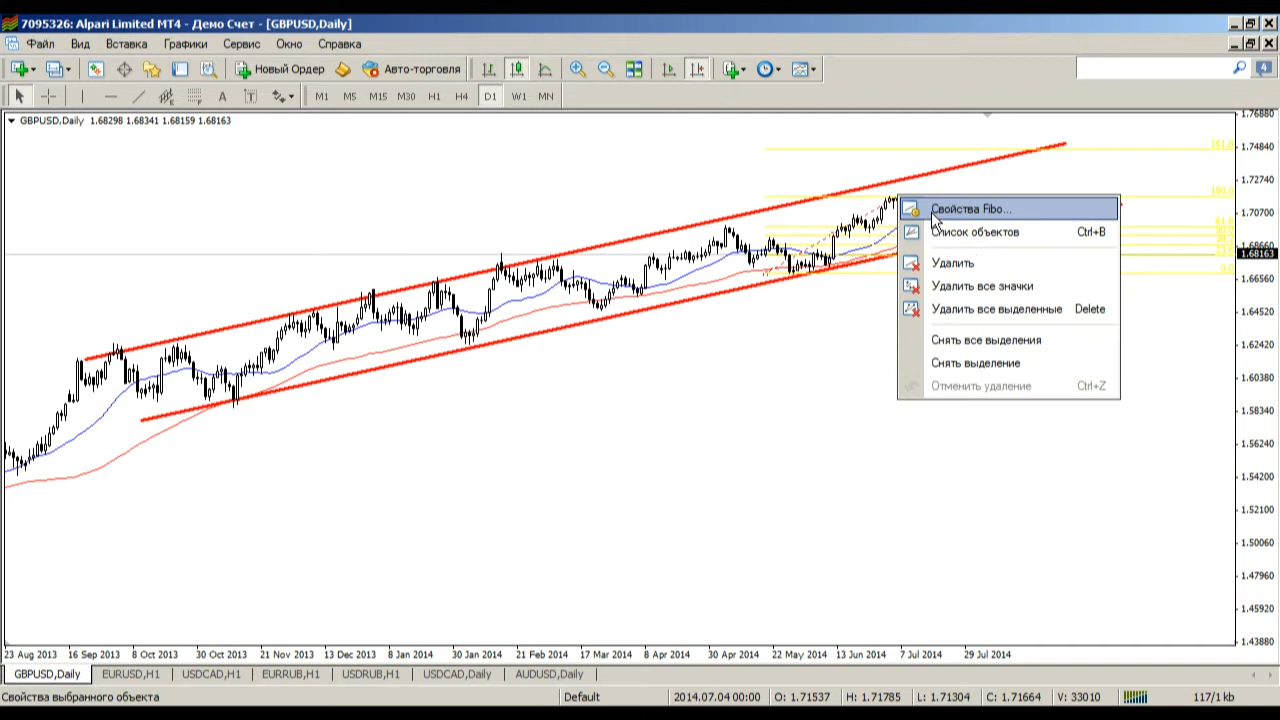 7095326: Alpari Limited MT4 - Демо Счет - [GBPUSD,Daily]
Файл Вид Вставка Графики Сервис Окно Справка
Новый Ордер Авто-торговля
A T M1 M5 M15 M30 H1 H4 D1 W1 MN
GBPUSD,Daily 1.68298 1.68341 1.68159 1.68163
1.76880
1.74840
1.72740
1.70700
1.68660
1.68163
1.66560
1.64520
1.62420
1.60380
1.58340
1.56240
1.54200
1.52100
1.50060
1.47960
1.45920
1.43880
161.8
100.0
61.8
0.0
Свойства Fibo...
Список объектов Ctrl+B
Удалить
Удалить все значки
Удалить все выделенные Delete
Снять все выделения
Снять выделение
Отменить удаление Ctrl+Z
23 Aug 2013 16 Sep 2013 8 Oct 2013 30 Oct 2013 21 Nov 2013 13 Dec 2013 8 Jan 2014 30 Jan 2014 21 Feb 2014 17 Mar 2014 8 Apr 2014 30 Apr 2014 22 May 2014 13 Jun 2014 7 Jul 2014 29 Jul 2014
GBPUSD,Daily EURUSD,H1 USDCAD,H1 EURRUB,H1 USDRUB,H1 USDCAD,Daily AUDUSD,Daily
Свойства выбранного объекта Default 2014.07.04 00:00 O: 1.71537 H: 1.71785 L: 1.71304 C: 1.71664 V: 33010 117/1 kb